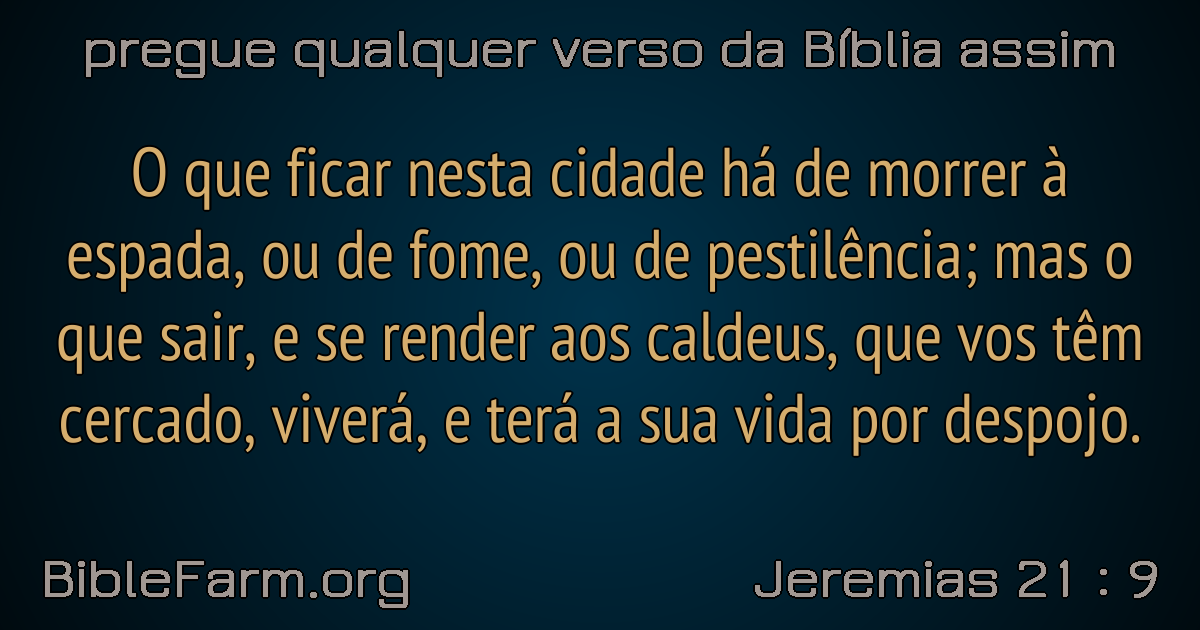 pregue qualquer verso da Bíblia assim
O que ficar nesta cidade há de morrer à
espada, ou de fome, ou de pestilência; mas o
que sair, e se render aos caldeus, que vos têm
cercado, viverá, e terá a sua vida por despojo.
BibleFarm.org
Jeremias 21 : 9